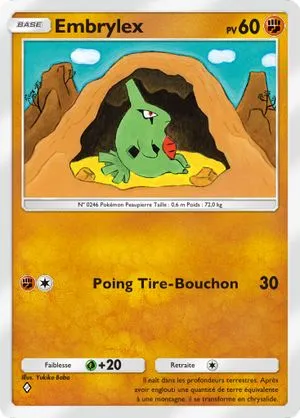 BASE Embrylex PV 60
N° 0246 Pokémon Peaupierre Taille : 0,6 m Poids : 72,0 kg
Poing Tire-Bouchon 30
Faiblesse +20 Retraite
Illus. Yukiko Baba
Il naît dans les profondeurs terrestres. Après
avoir englouti une quantité de terre équivalente
à une montagne, il se transforme en chrysalide.